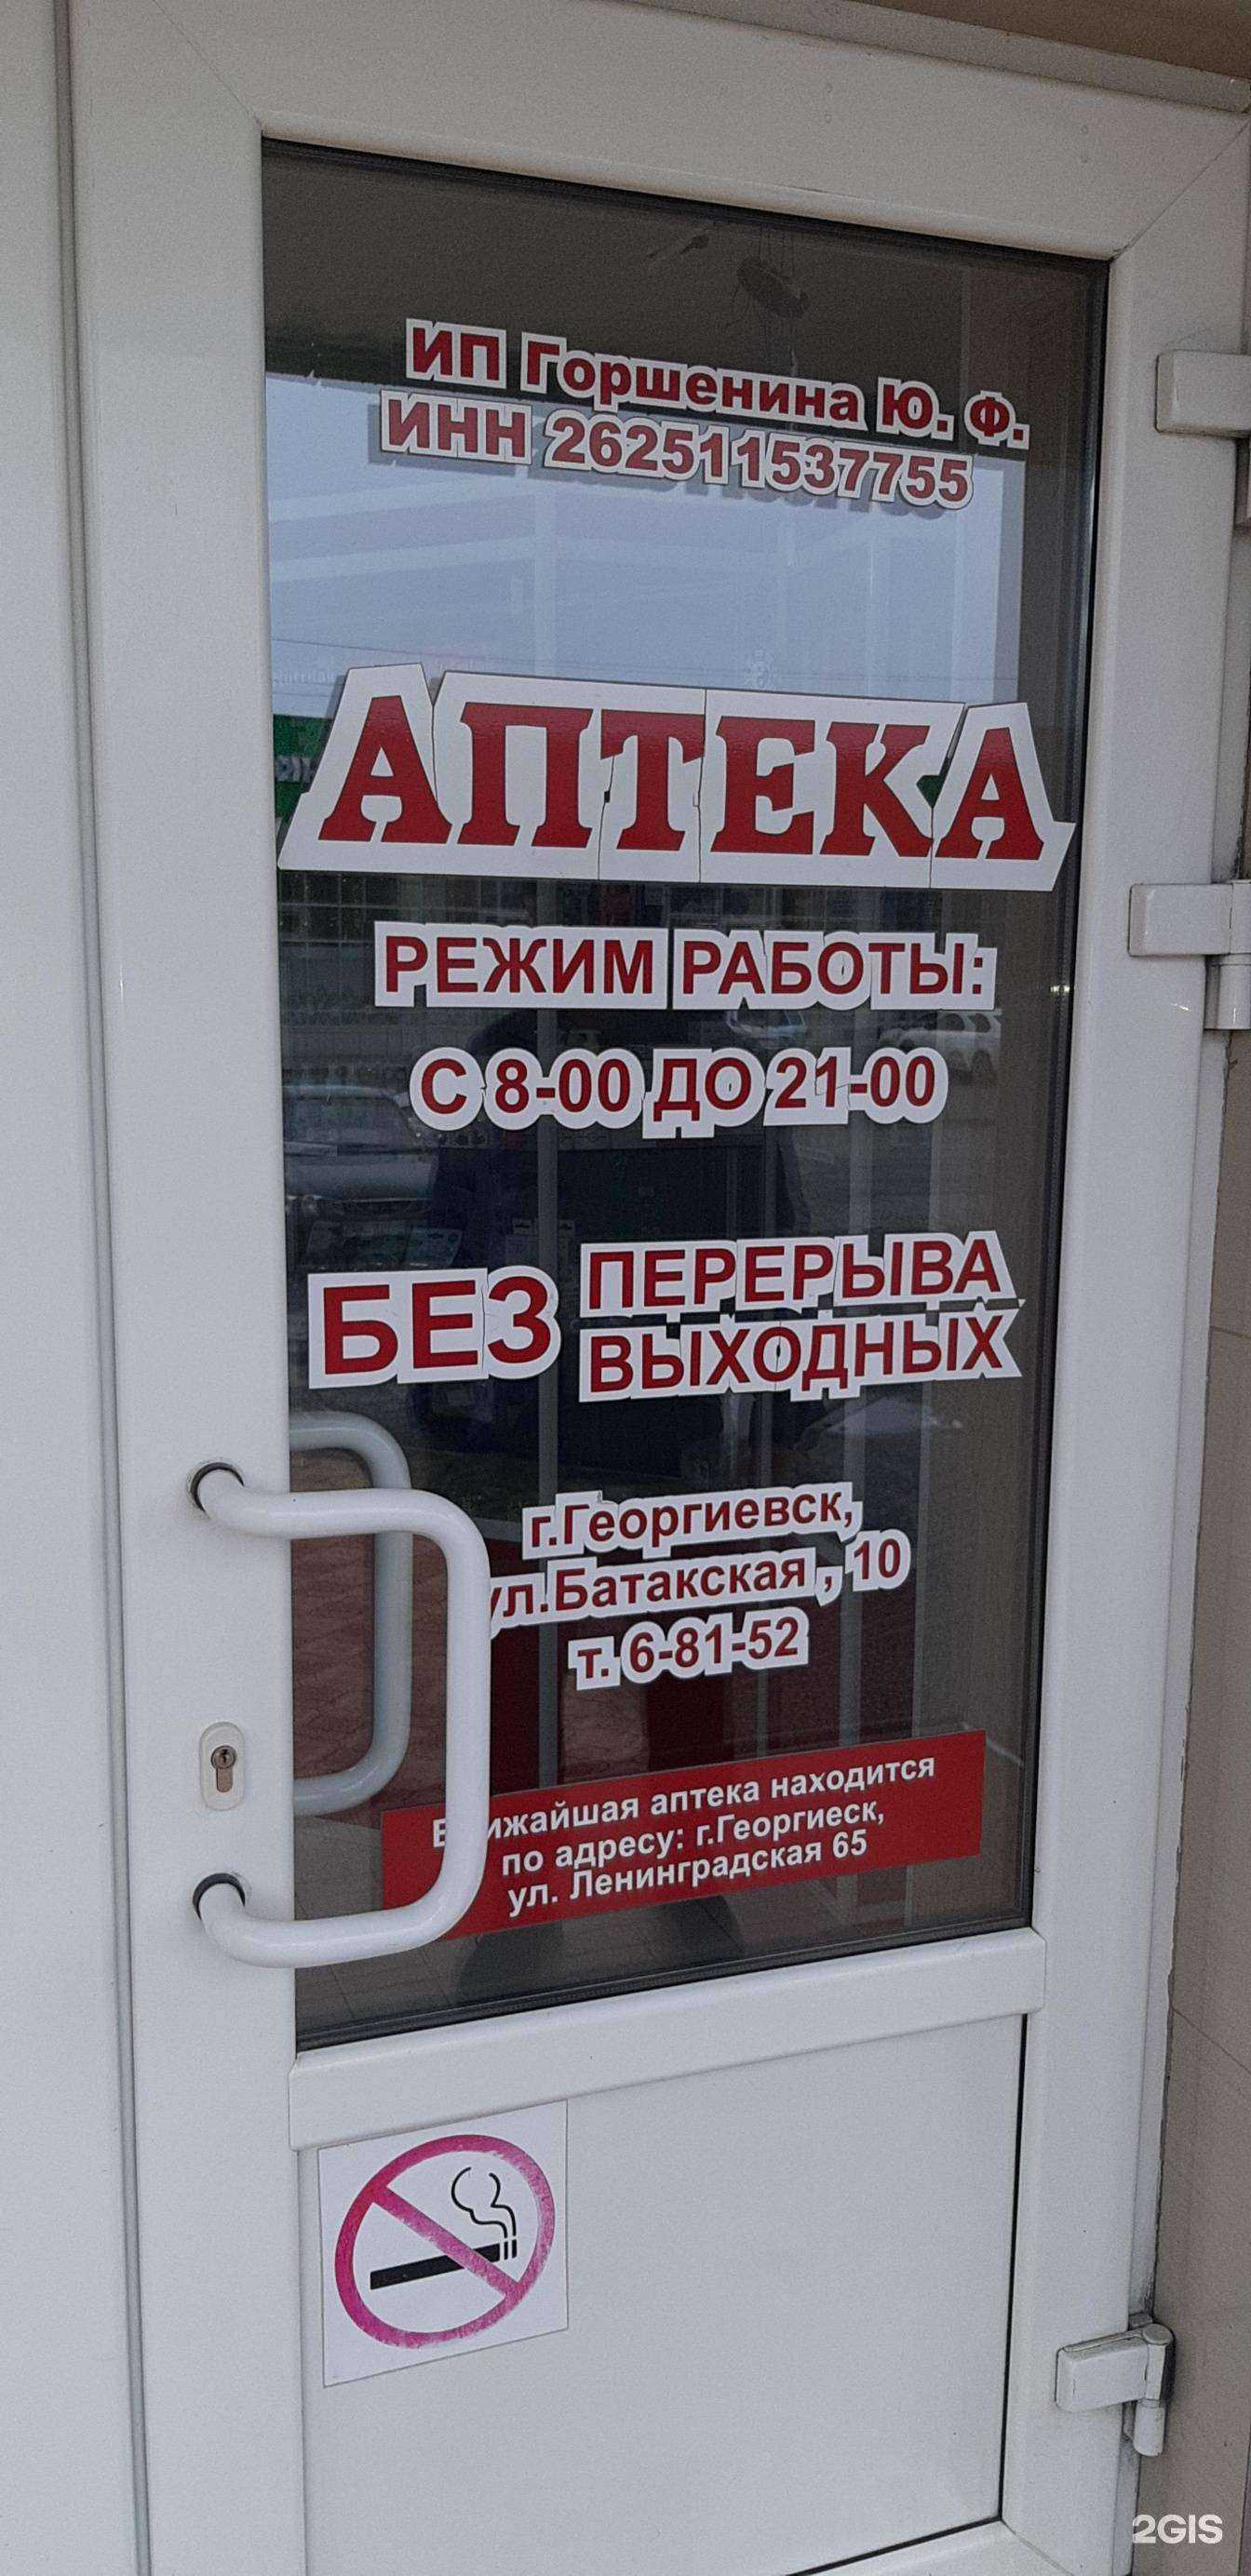 ИП Горшенина Ю. Ф.
ИНН 262511537755
АПТЕКА
РЕЖИМ РАБОТЫ:
С 8-00 ДО 21-00
БЕЗ ПЕРЕРЫВА
ВЫХОДНЫХ
г.Георгиевск,
ул.Батакская, 10
т. 6-81-52
Ближайшая аптека находится
по адресу: г.Георгиеск,
ул. Ленинградская 65
2GIS